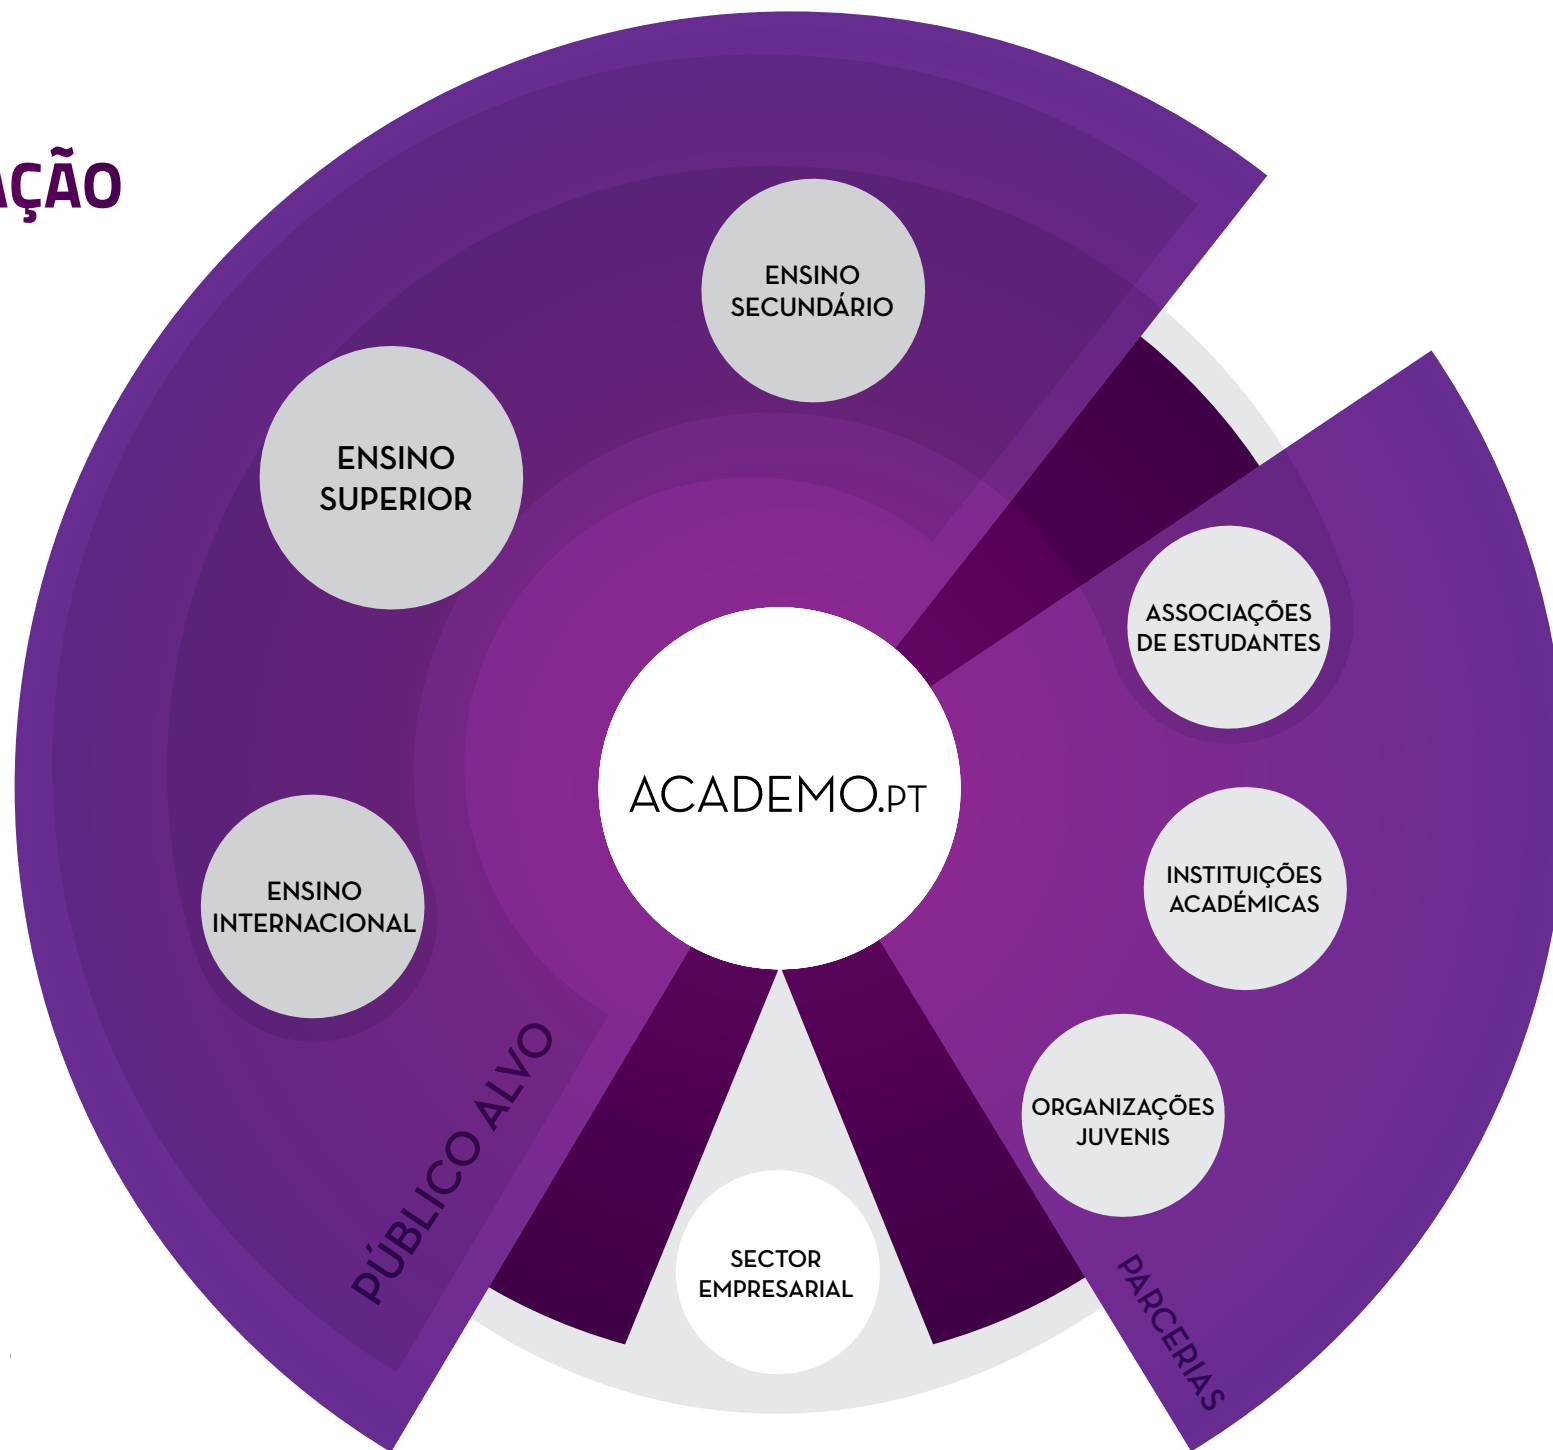 AÇÃO
ENSINO
SECUNDÁRIO
ENSINO
SUPERIOR
ASSOCIAÇÕES
DE ESTUDANTES
ACADEMO.PT
INSTITUIÇÕES
ACADÉMICAS
ENSINO
INTERNACIONAL
ORGANIZAÇÕES
JUVENIS
PÚBLICO ALVO
SECTOR
EMPRESARIAL
PARCERIAS